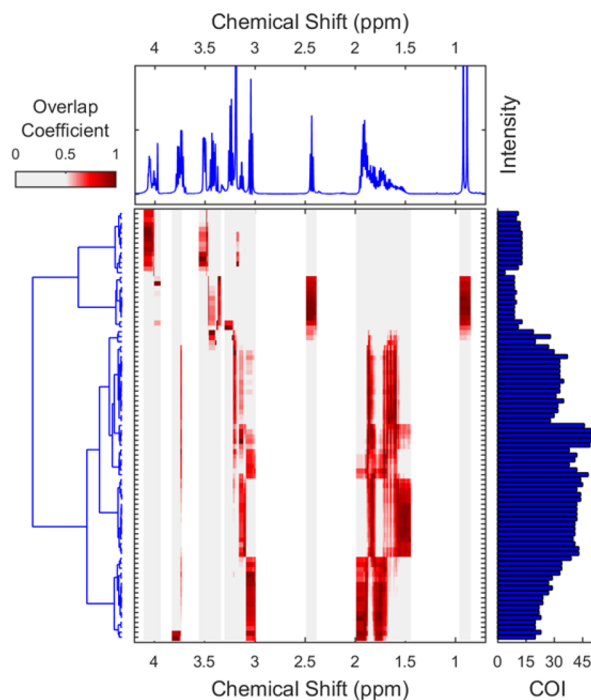 Chemical Shift (ppm)
4 3.5 3 2.5 2 1.5 1
Overlap
Coefficient
0 0.5 1
Intensity
4 3.5 3 2.5 2 1.5 1
Chemical Shift (ppm)
0 15 30 45
COI